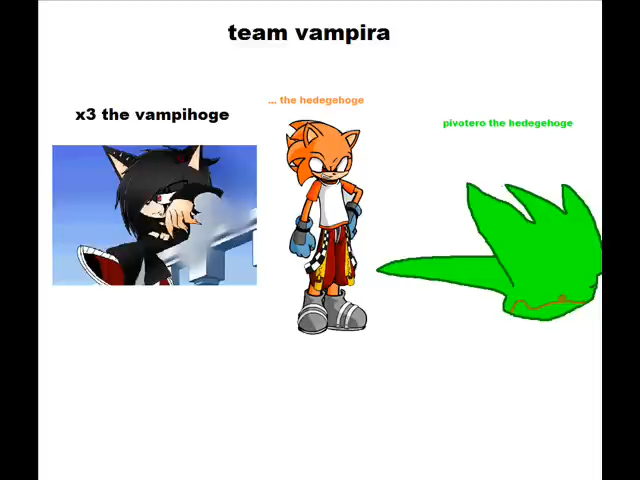 team vampira
x3 the vampihoge
... the hedegehoge
pivotero the hedegehoge